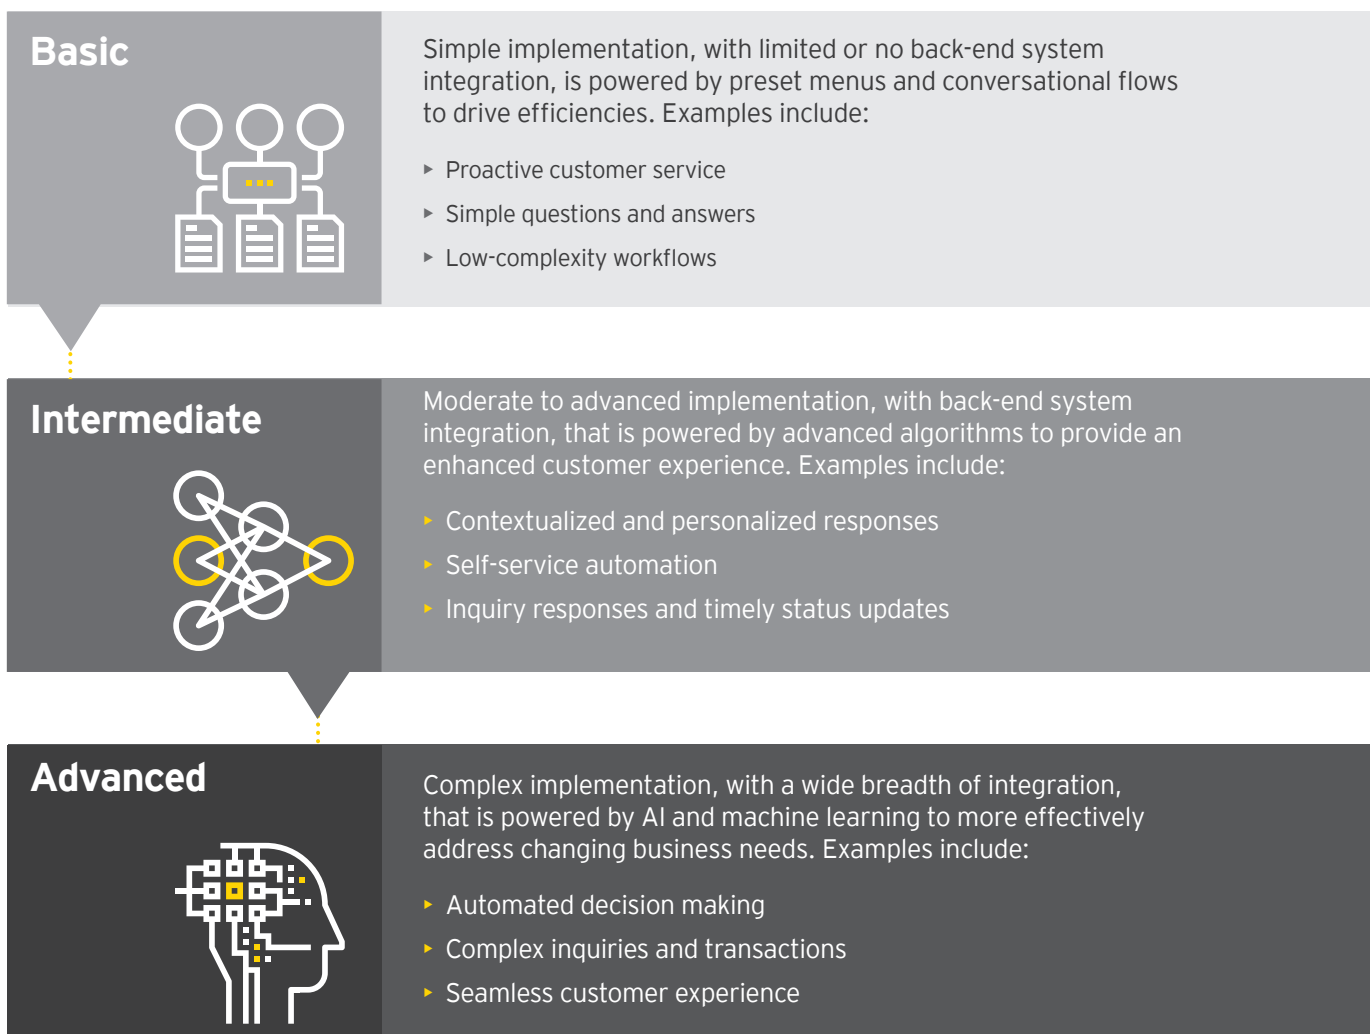 Basic
Simple implementation, with limited or no back-end system
integration, is powered by preset menus and conversational flows
to drive efficiencies. Examples include:
▸ Proactive customer service
▸ Simple questions and answers
▸ Low-complexity workflows
Intermediate
Moderate to advanced implementation, with back-end system
integration, that is powered by advanced algorithms to provide an
enhanced customer experience. Examples include:
▸ Contextualized and personalized responses
▸ Self-service automation
▸ Inquiry responses and timely status updates
Advanced
Complex implementation, with a wide breadth of integration,
that is powered by AI and machine learning to more effectively
address changing business needs. Examples include:
▸ Automated decision making
▸ Complex inquiries and transactions
▸ Seamless customer experience